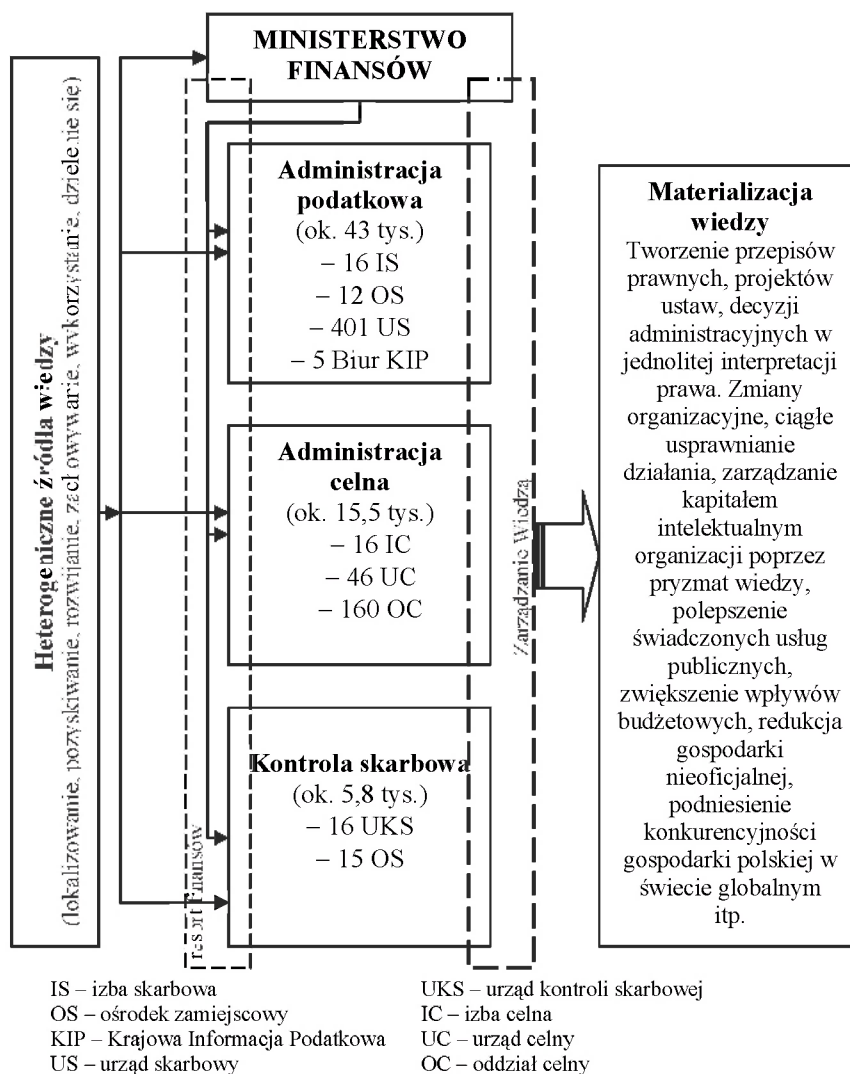 MINISTERSTWO
FINANSÓW
Heterogeniczne źródła wiedzy
(lokalizowanie, pozyskiwanie, rozwijanie, zachowywanie, wykorzystanie, dzielenie się)
resort finansów
Administracja
podatkowa
(ok. 43 tys.)
– 16 IS
– 12 OS
– 401 US
– 5 Biur KIP
Administracja
celna
(ok. 15,5 tys.)
– 16 IC
– 46 UC
– 160 OC
Kontrola skarbowa
(ok. 5,8 tys.)
– 16 UKS
– 15 OS
Zarządzanie Wiedzą
Materializacja
wiedzy
Tworzenie przepisów
prawnych, projektów
ustaw, decyzji
administracyjnych w
jednolitej interpretacji
prawa. Zmiany
organizacyjne, ciągłe
usprawnianie
działania, zarządzanie
kapitałem
intelektualnym
organizacji poprzez
pryzmat wiedzy,
polepszenie
świadczonych usług
publicznych,
zwiększenie wpływów
budżetowych, redukcja
gospodarki
nieoficjalnej,
podniesienie
konkurencyjności
gospodarki polskiej w
świecie globalnym
itp.
IS – izba skarbowa
OS – ośrodek zamiejscowy
KIP – Krajowa Informacja Podatkowa
US – urząd skarbowy
UKS – urząd kontroli skarbowej
IC – izba celna
UC – urząd celny
OC – oddział celny